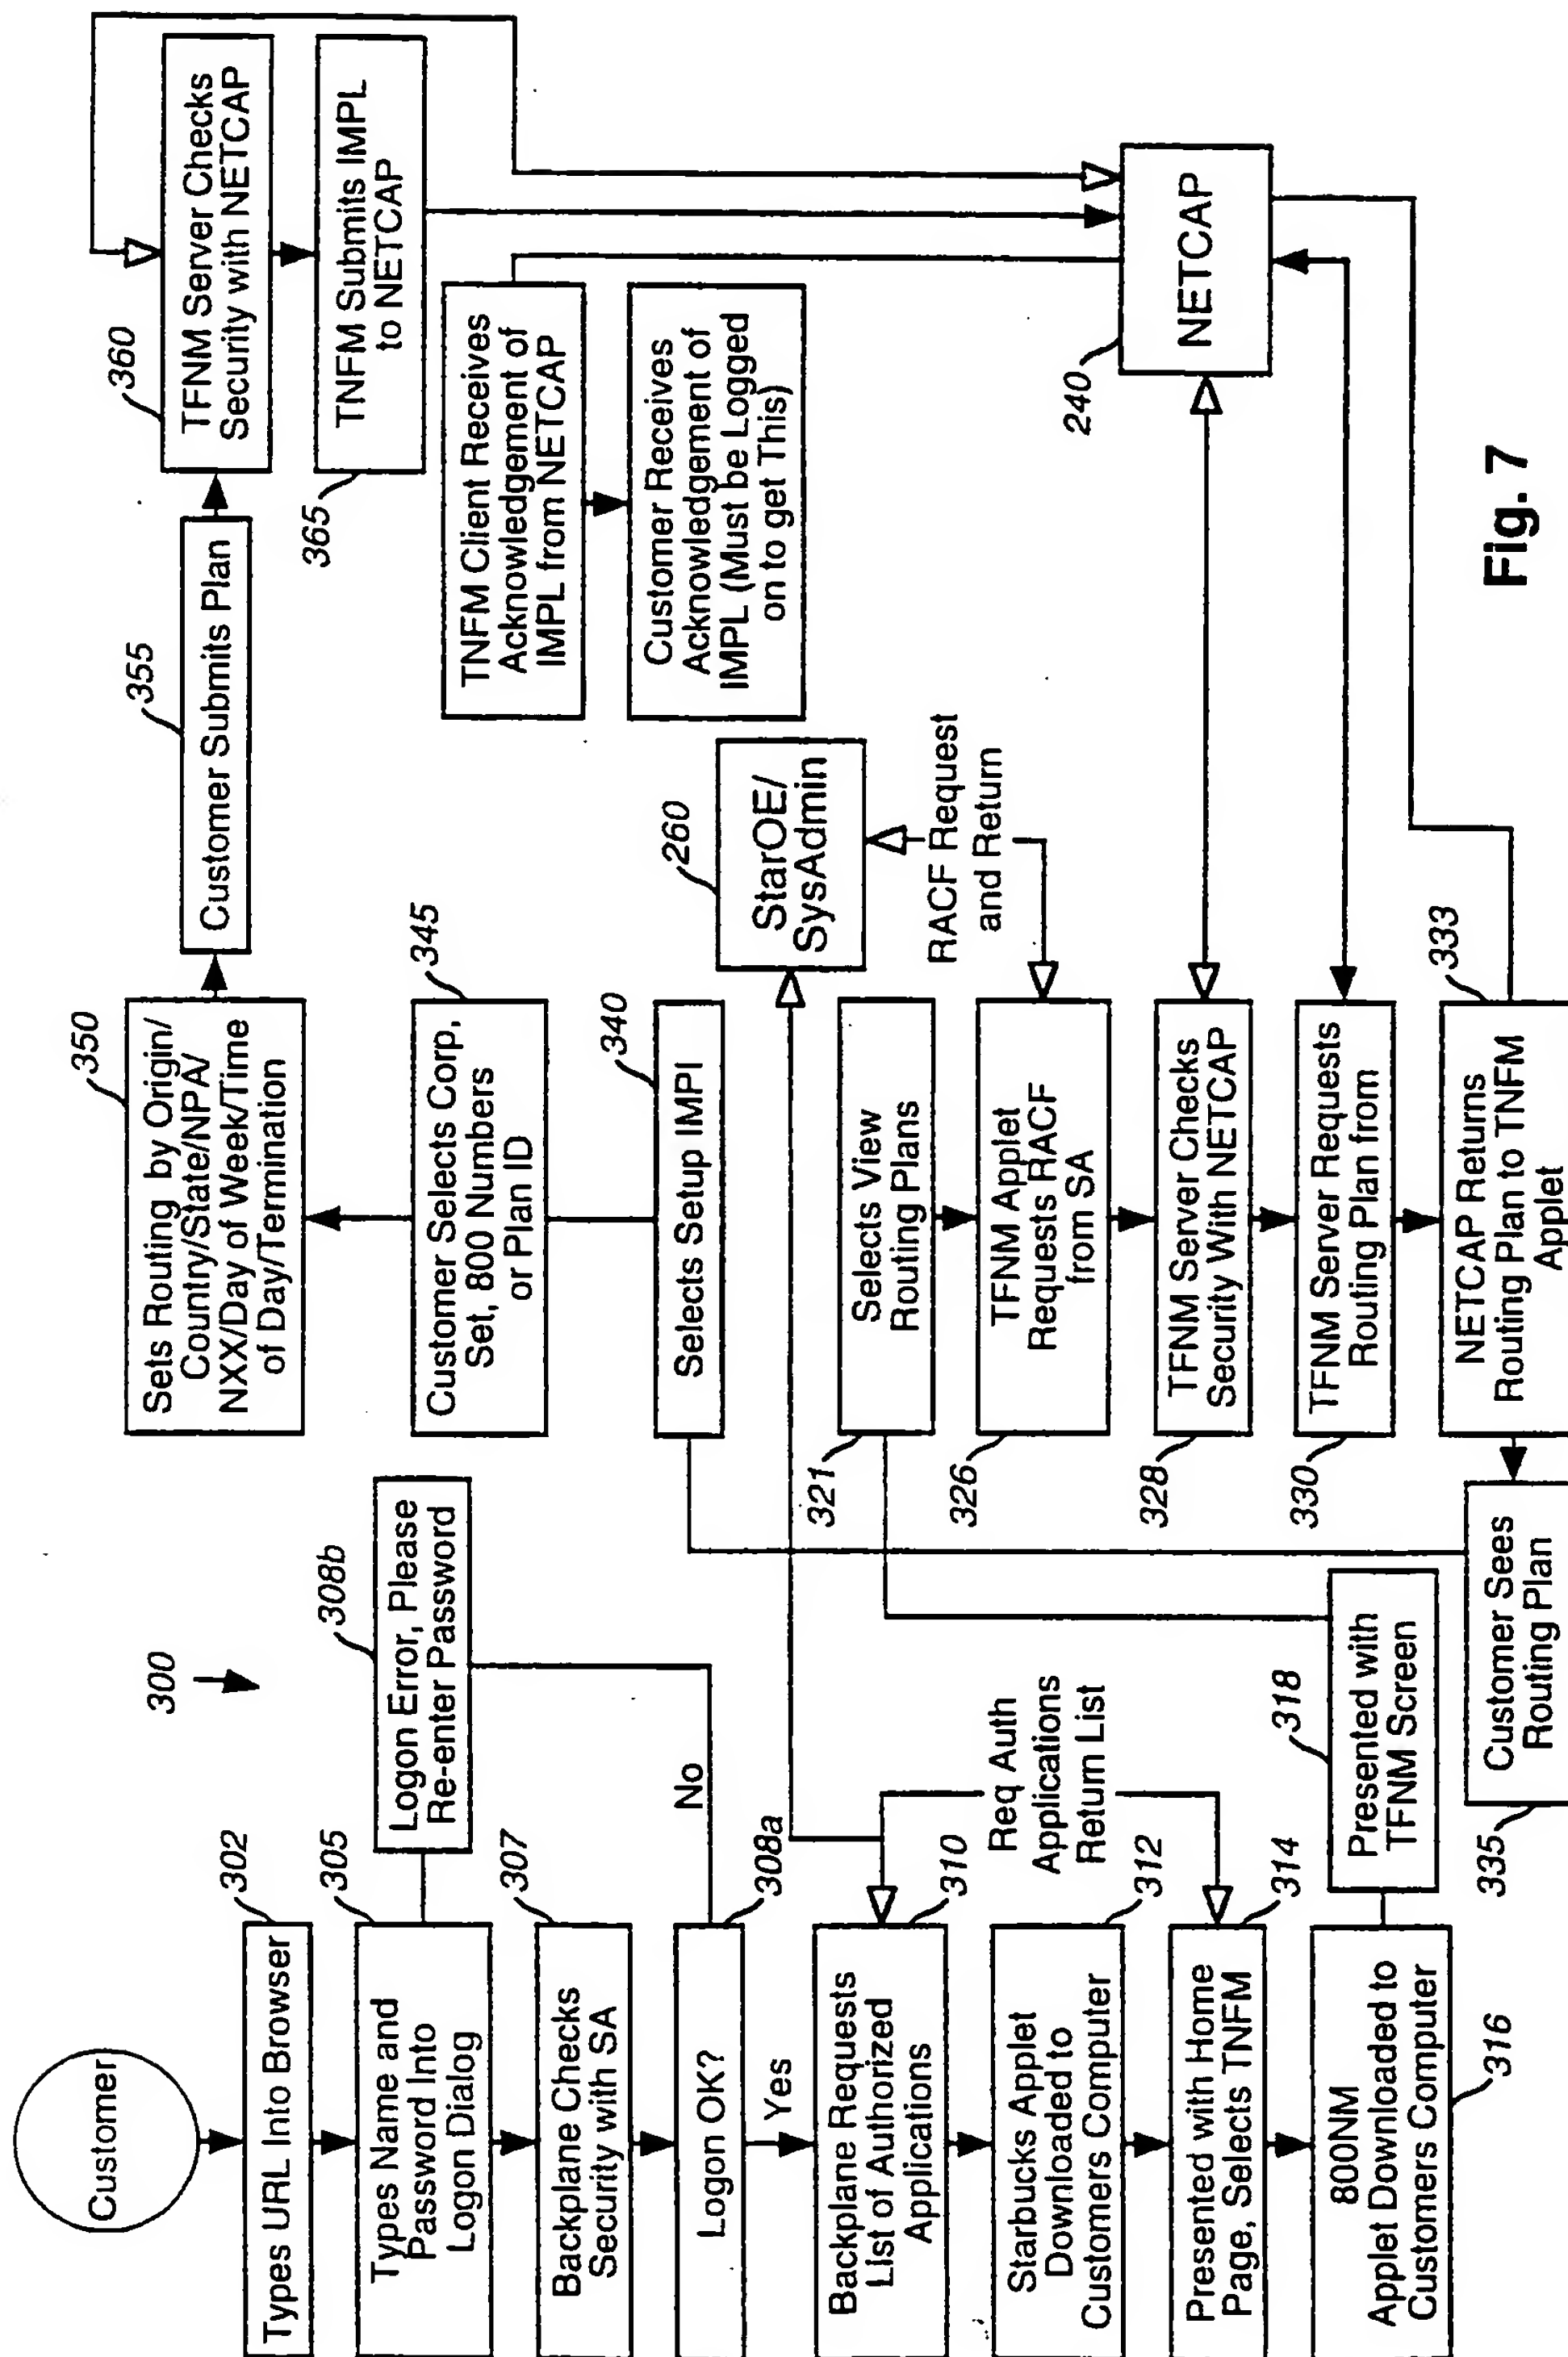 Customer
302
Types URL Into Browser
305
Types Name and
Password Into
Logon Dialog
308b
Logon Error, Please
Re-enter Password
307
Backplane Checks
Security with SA
308a
Logon OK?
No
Yes
310
Backplane Requests
List of Authorized
Applications
Req Auth
Applications
Return List
312
Starbucks Applet
Downloaded to
Customers Computer
314
Presented with Home
Page, Selects TNFM
316
800NM
Applet Downloaded to
Customers Computer
318
Presented with
TFNM Screen
300
350
Sets Routing by Origin/
Country/State/NPA/
NXX/Day of Week/Time
of Day/Termination
345
Customer Selects Corp,
Set, 800 Numbers
or Plan ID
340
Selects Setup IMPI
321
Selects View
Routing Plans
326
TFNM Applet
Requests RACF
from SA
328
TFNM Server Checks
Security With NETCAP
330
TFNM Server Requests
Routing Plan from
333
NETCAP Returns
Routing Plan to TNFM
Applet
335
Customer Sees
Routing Plan
260
StarOE/
SysAdmin
RACF Request
and Return
355
Customer Submits Plan
360
TFNM Server Checks
Security with NETCAP
365
TNFM Submits IMPL
to NETCAP
TNFM Client Receives
Acknowledgement of
IMPL from NETCAP
Customer Receives
Acknowledgement of
IMPL (Must be Logged
on to get This)
240
NETCAP
Fig. 7